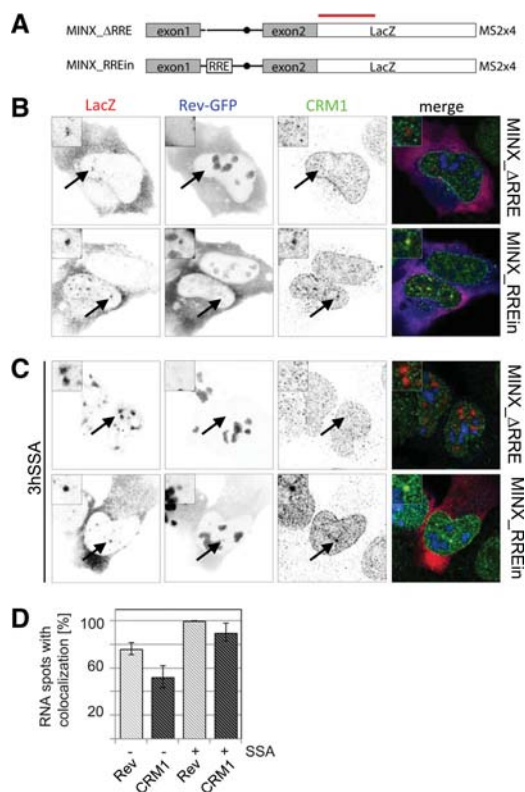 A
MINX_ΔRRE
exon1
exon2
LacZ
MS2x4
MINX_RREin
exon1
RRE
exon2
LacZ
MS2x4
B
LacZ
Rev-GFP
CRM1
merge
MINX_ΔRRE
MINX_RREin
C
3hSSA
MINX_ΔRRE
MINX_RREin
D
RNA spots with
colocalization [%]
100
80
60
40
20
- - + + SSA
Rev CRM1 Rev CRM1